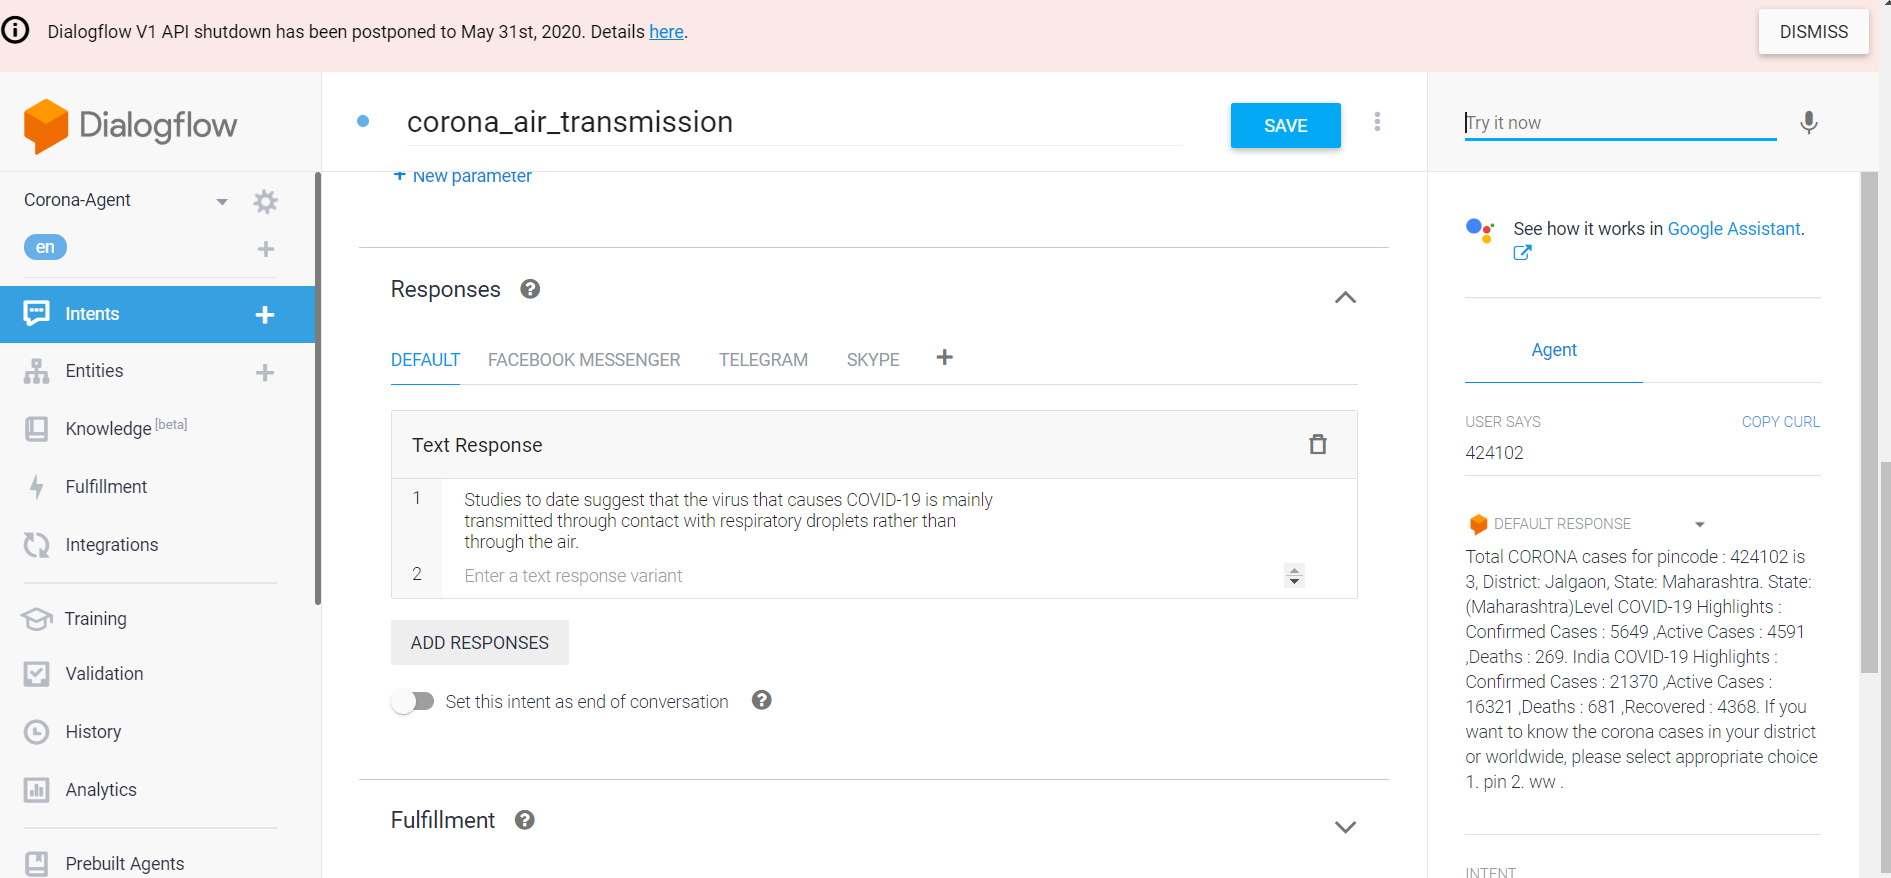 Dialogflow V1 API shutdown has been postponed to May 31st, 2020. Details here.
DISMISS
Dialogflow
corona_air_transmission
SAVE
Try it now
Corona-Agent
en
Intents
Entities
Knowledge [beta]
Fulfillment
Integrations
Training
Validation
History
Analytics
Prebuilt Agents
+ New parameter
Responses
DEFAULT FACEBOOK MESSENGER TELEGRAM SKYPE
Text Response
1 Studies to date suggest that the virus that causes COVID-19 is mainly
transmitted through contact with respiratory droplets rather than
through the air.
2 Enter a text response variant
ADD RESPONSES
Set this intent as end of conversation
Fulfillment
See how it works in Google Assistant.
Agent
USER SAYS COPY CURL
424102
DEFAULT RESPONSE
Total CORONA cases for pincode : 424102 is
3, District: Jalgaon, State: Maharashtra. State:
(Maharashtra)Level COVID-19 Highlights :
Confirmed Cases : 5649 ,Active Cases : 4591
,Deaths : 269. India COVID-19 Highlights :
Confirmed Cases : 21370 ,Active Cases :
16321 ,Deaths : 681 ,Recovered : 4368. If you
want to know the corona cases in your district
or worldwide, please select appropriate choice
1. pin 2. ww .
INTENT